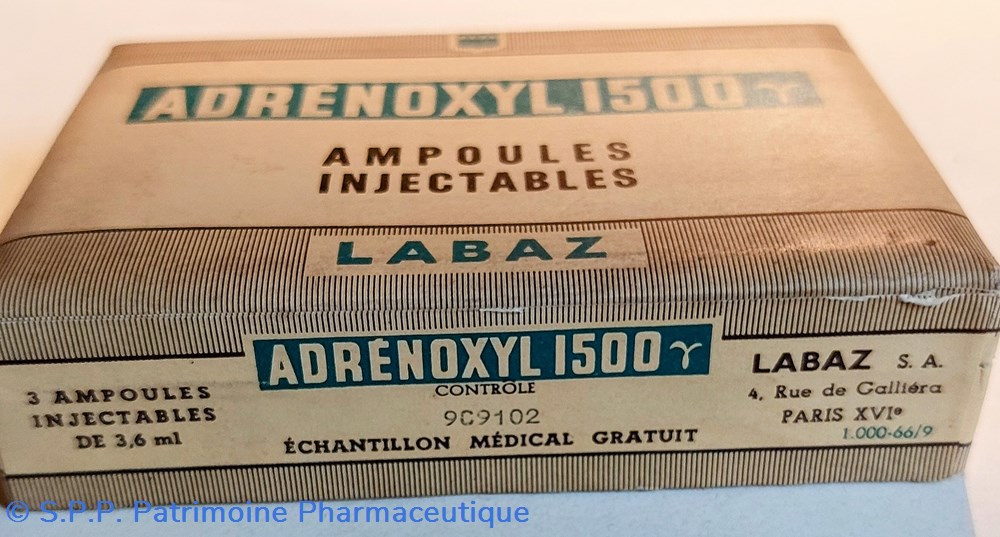 ADRÉNOXYL 1500 γ
AMPOULES
INJECTABLES
LABAZ
ADRÉNOXYL 1500 γ
3 AMPOULES
INJECTABLES
DE 3,6 ml
CONTRÔLE
909102
ÉCHANTILLON MÉDICAL GRATUIT
LABAZ S.A.
4, Rue de Galliéra
PARIS XVIᵉ
1.000-66/9
© S.P.P. Patrimoine Pharmaceutique